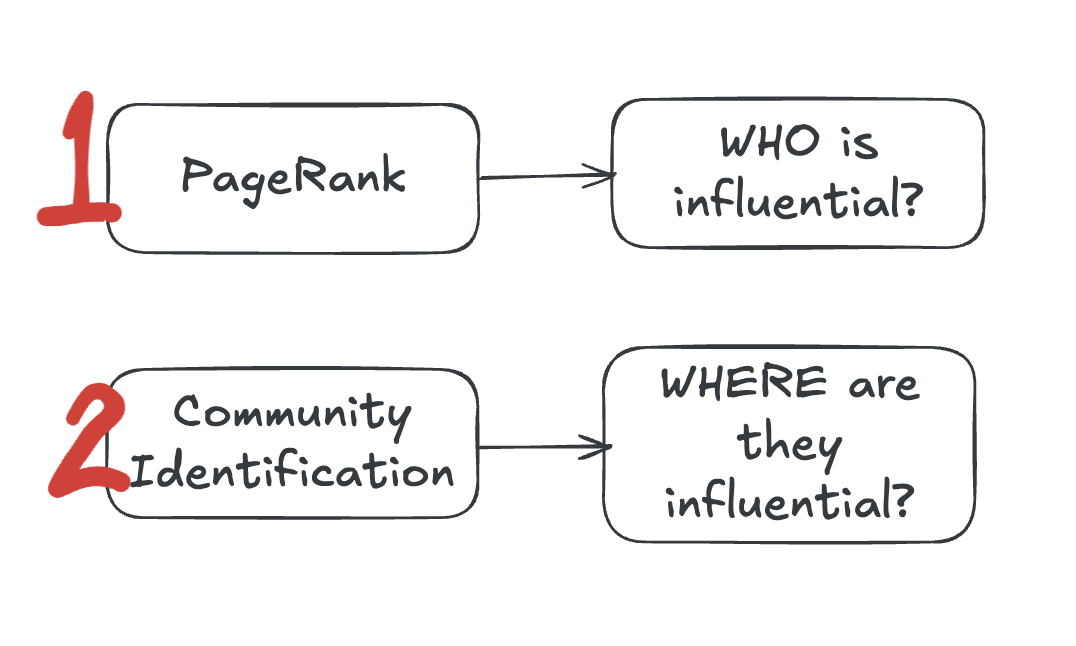 1
PageRank
WHO is
influential?
2
Community
Identification
WHERE are
they
influential?